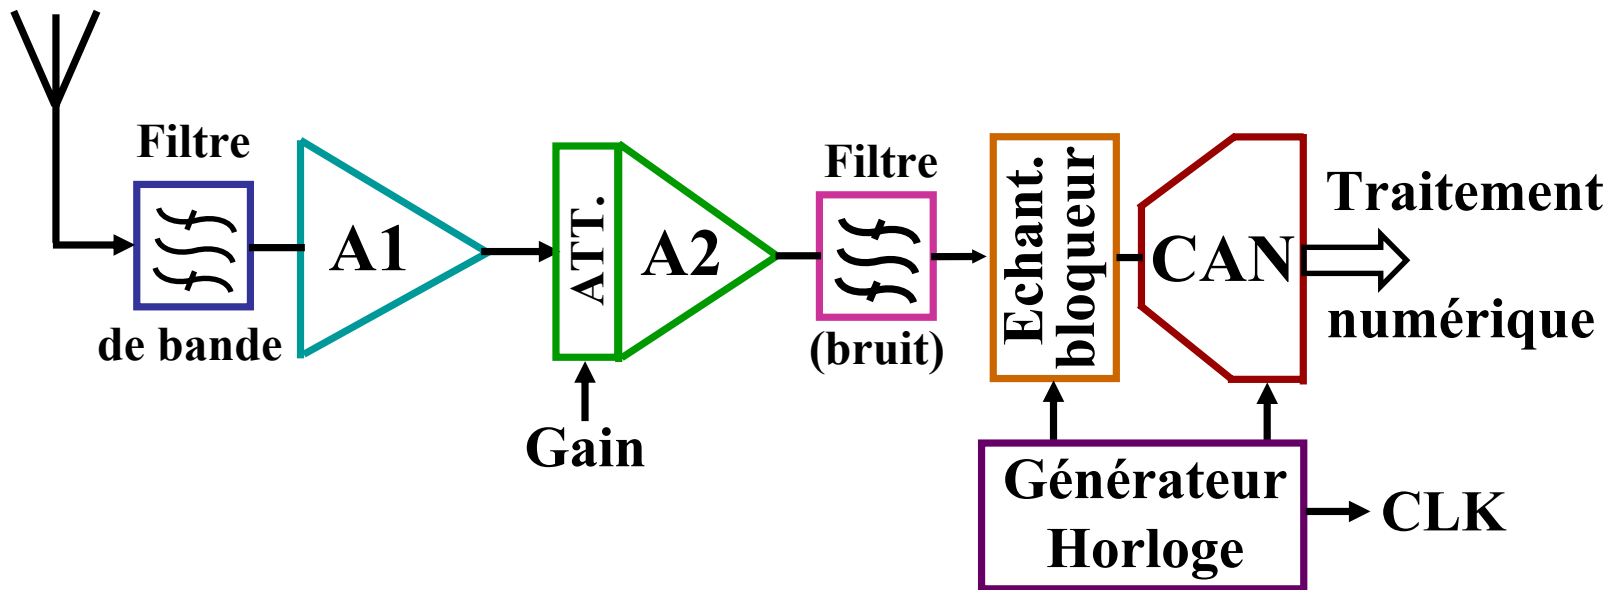 Filtre
de bande
A1
ATT.
A2
Gain
Filtre
(bruit)
Echant.
bloqueur
CAN
Traitement
numérique
Générateur
Horloge
CLK